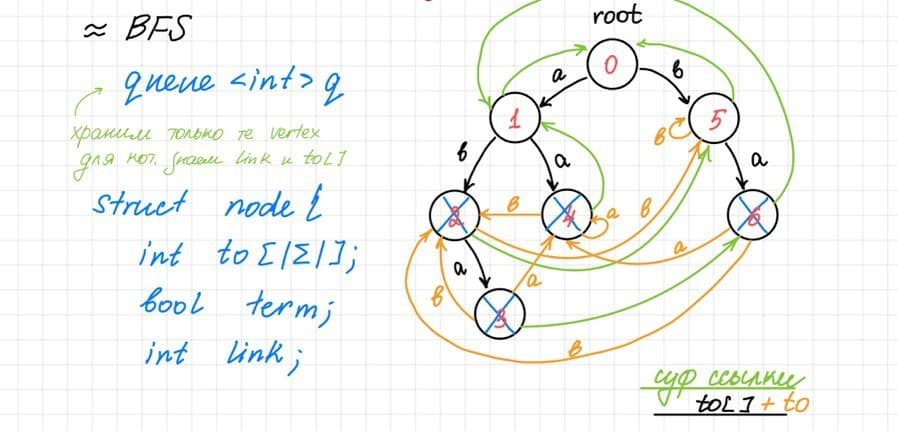 ≈ BFS
queue <int> q
храним только те vertex
для кот. знаем link и to[]
struct node {
int to[|Σ|];
bool term;
int link;
root
0
a
в
1
5
в
в
a
a
2
в
4
a
в
6
a
a
в
a
3
в
суф ссылки
to[] + to